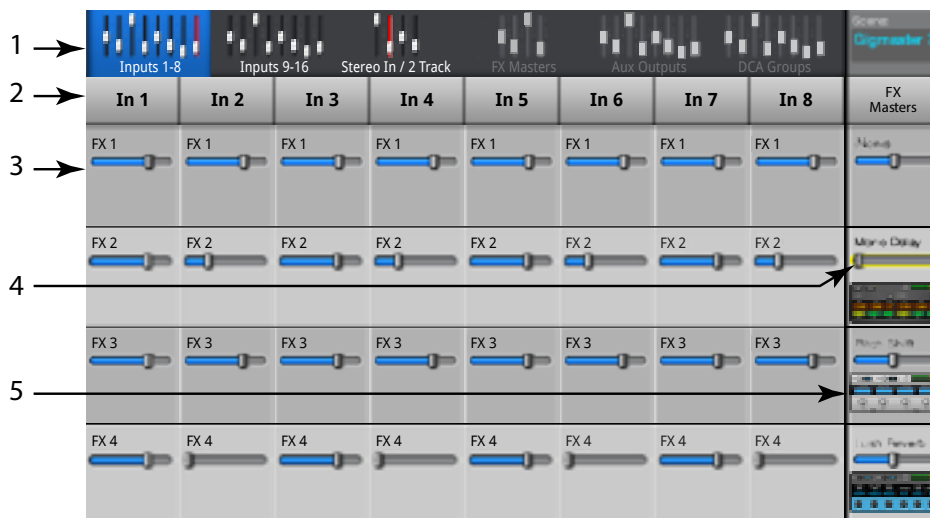 1
Inputs 1-8 Inputs 9-16 Stereo In / 2 Track FX Masters Aux Outputs DCA Groups
Scene:
2
In 1 In 2 In 3 In 4 In 5 In 6 In 7 In 8 FX
Masters
3
FX 1 FX 1 FX 1 FX 1 FX 1 FX 1 FX 1 FX 1 None
FX 2 FX 2 FX 2 FX 2 FX 2 FX 2 FX 2 FX 2 Mono Delay
4
FX 3 FX 3 FX 3 FX 3 FX 3 FX 3 FX 3 FX 3 Pitch Shift
5
FX 4 FX 4 FX 4 FX 4 FX 4 FX 4 FX 4 FX 4 Lush Reverb